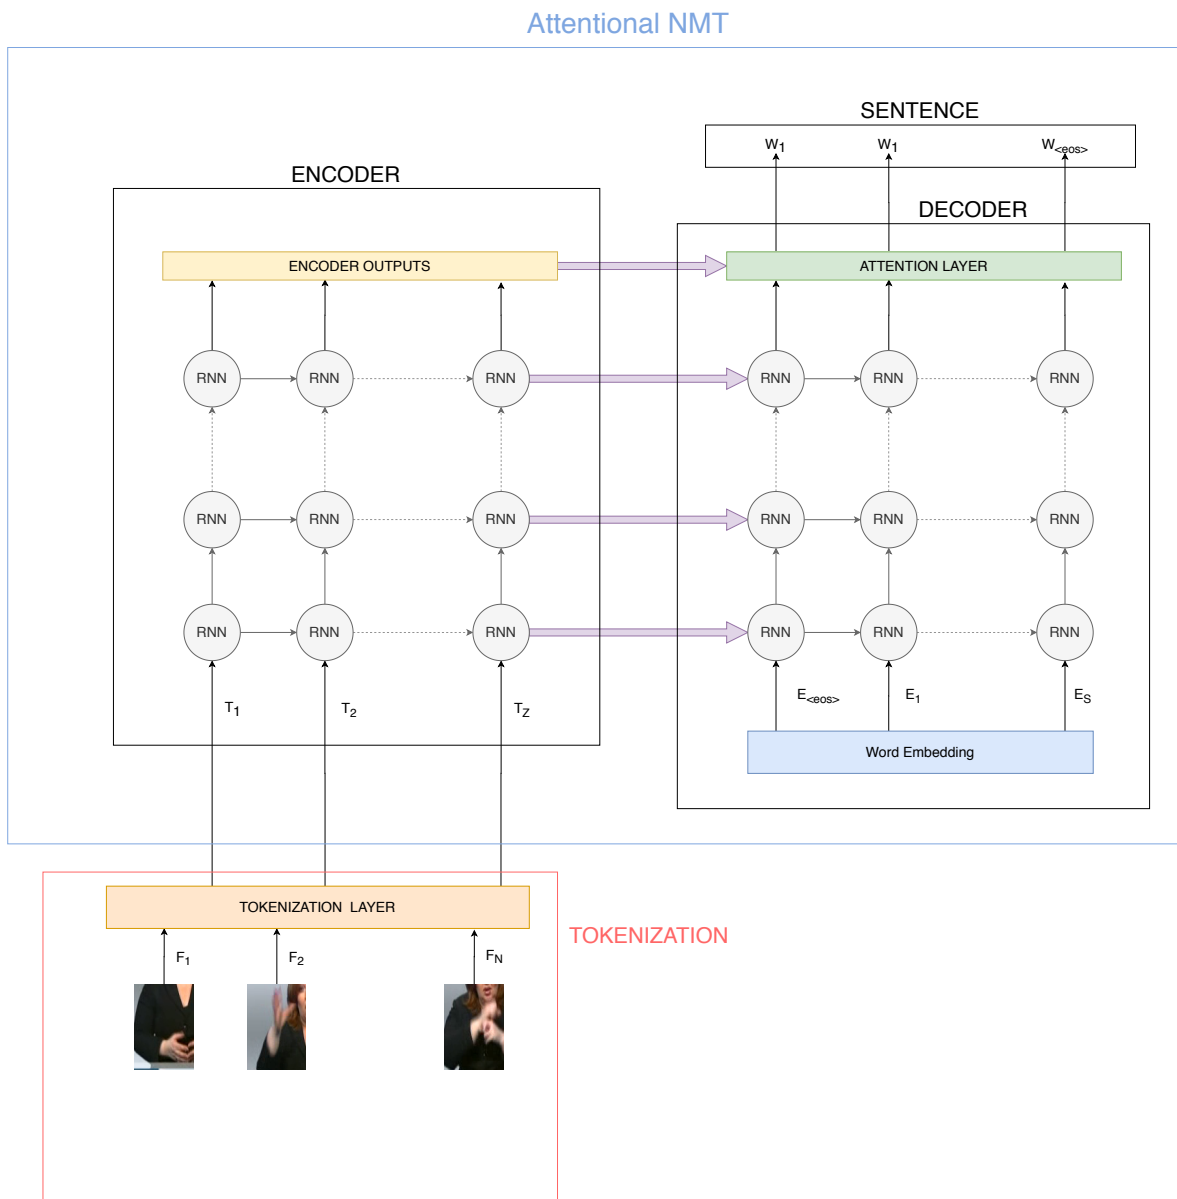 Attentional NMT
SENTENCE
W1 W1 W<eos>
ENCODER
DECODER
ENCODER OUTPUTS
ATTENTION LAYER
RNN RNN RNN RNN RNN RNN
RNN RNN RNN RNN RNN RNN
RNN RNN RNN RNN RNN RNN
T1 T2 TZ
E<eos> E1 ES
Word Embedding
TOKENIZATION LAYER
TOKENIZATION
F1 F2 FN